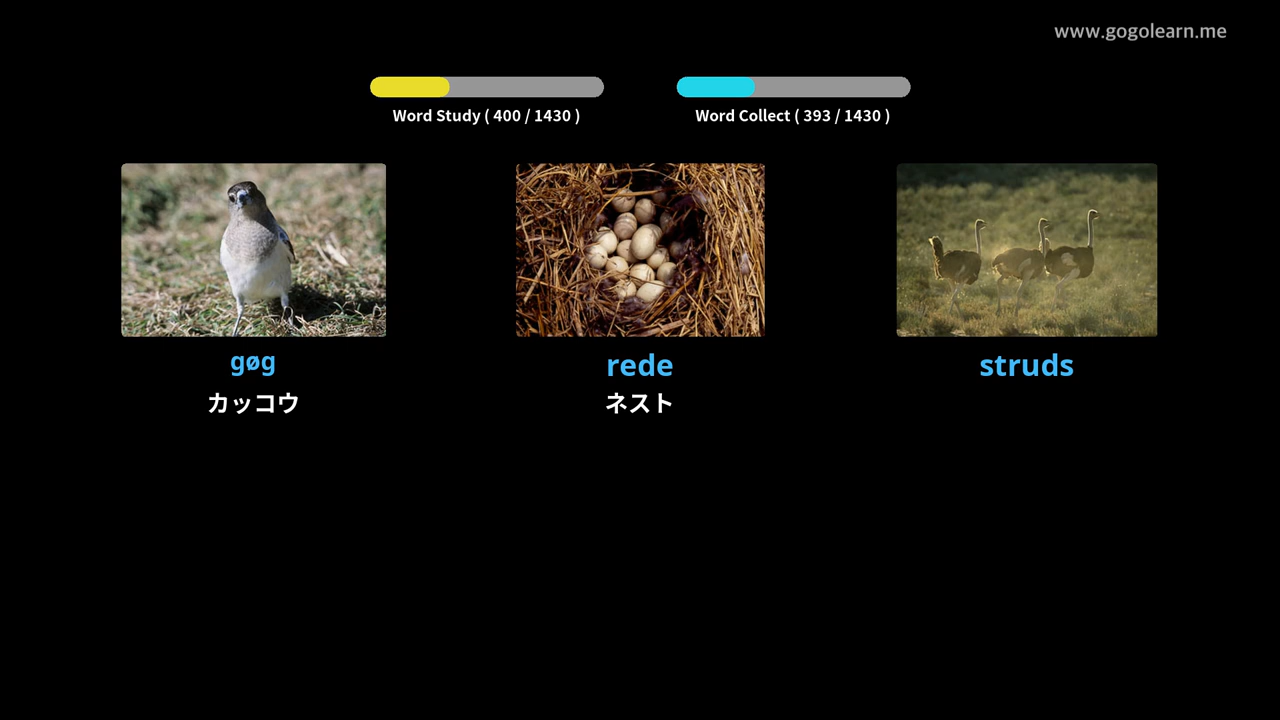 www.gogolearn.me
Word Study ( 400 / 1430 )
Word Collect ( 393 / 1430 )
gøg
rede
struds
カッコウ
ネスト